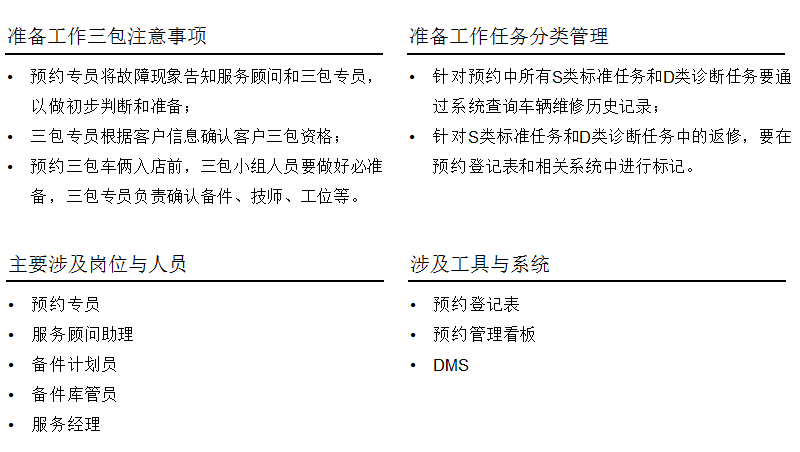 准备工作三包注意事项
• 预约专员将故障现象告知服务顾问和三包专员，
以做初步判断和准备；
• 三包专员根据客户信息确认客户三包资格；
• 预约三包车俩入店前，三包小组人员要做好必准
备，三包专员负责确认备件、技师、工位等。
准备工作任务分类管理
• 针对预约中所有S类标准任务和D类诊断任务要通
过系统查询车辆维修历史记录；
• 针对S类标准任务和D类诊断任务中的返修，要在
预约登记表和相关系统中进行标记。
主要涉及岗位与人员
• 预约专员
• 服务顾问助理
• 备件计划员
• 备件库管员
• 服务经理
涉及工具与系统
• 预约登记表
• 预约管理看板
• DMS